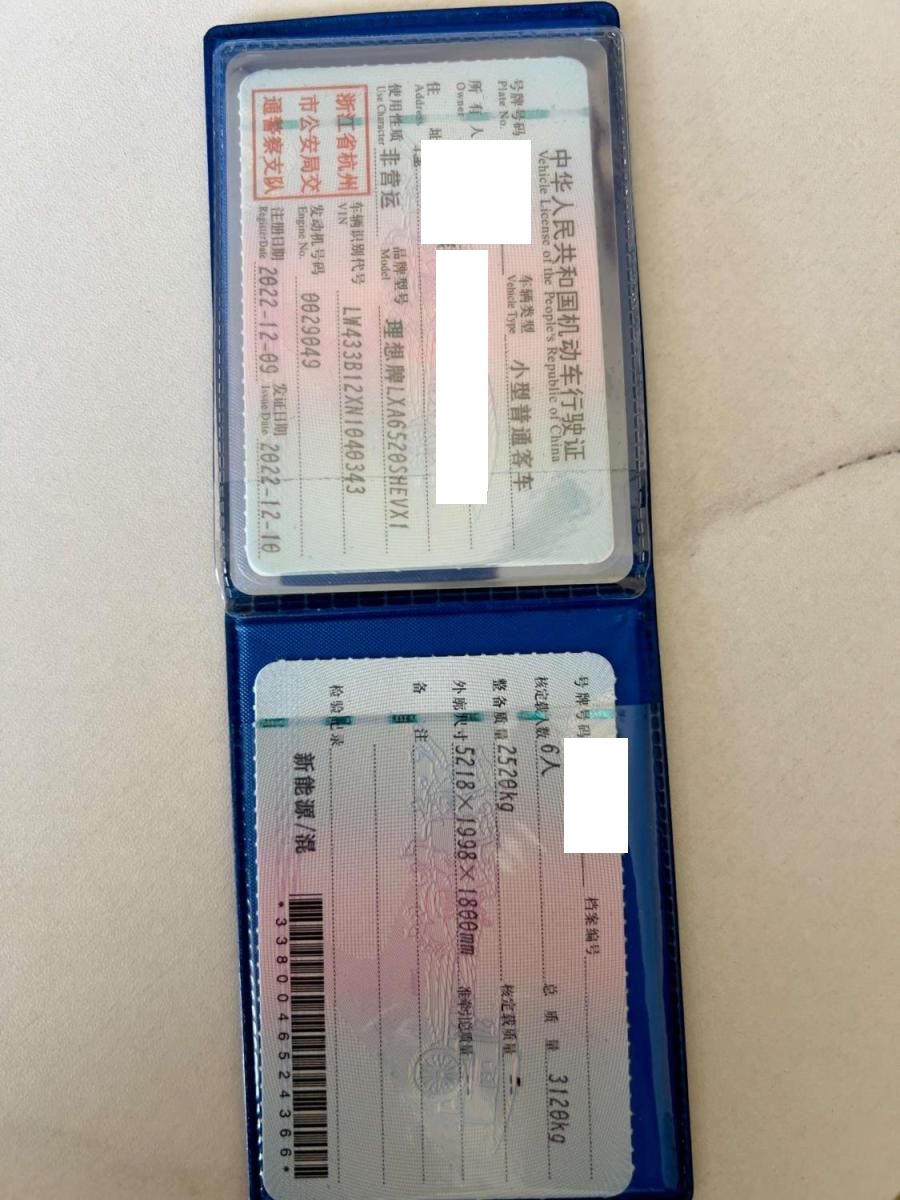 中华人民共和国机动车行驶证
Vehicle License of the People's Republic of China
号牌号码
Plate No.
车辆类型
Vehicle Type
小型普通客车
所有人
Owner
住址
Address
使用性质
Use Character
非营运
品牌型号
Model
理想牌LXA6520SHEVX1
浙江省杭州
市公安局交
通警察支队
车辆识别代号
VIN
LW433B12XN1040343
发动机号码
Engine No.
0029049
注册日期
Register Date
2022-12-09
发证日期
Issue Date
2022-12-10
号牌号码
档案编号
核定载人数 6人
总质量 3120kg
整备质量 2520kg
核定载质量 --
外廓尺寸 5218×1998×1800mm
准牵引总质量 --
备注
检验记录
新能源/混
*3380046524366*